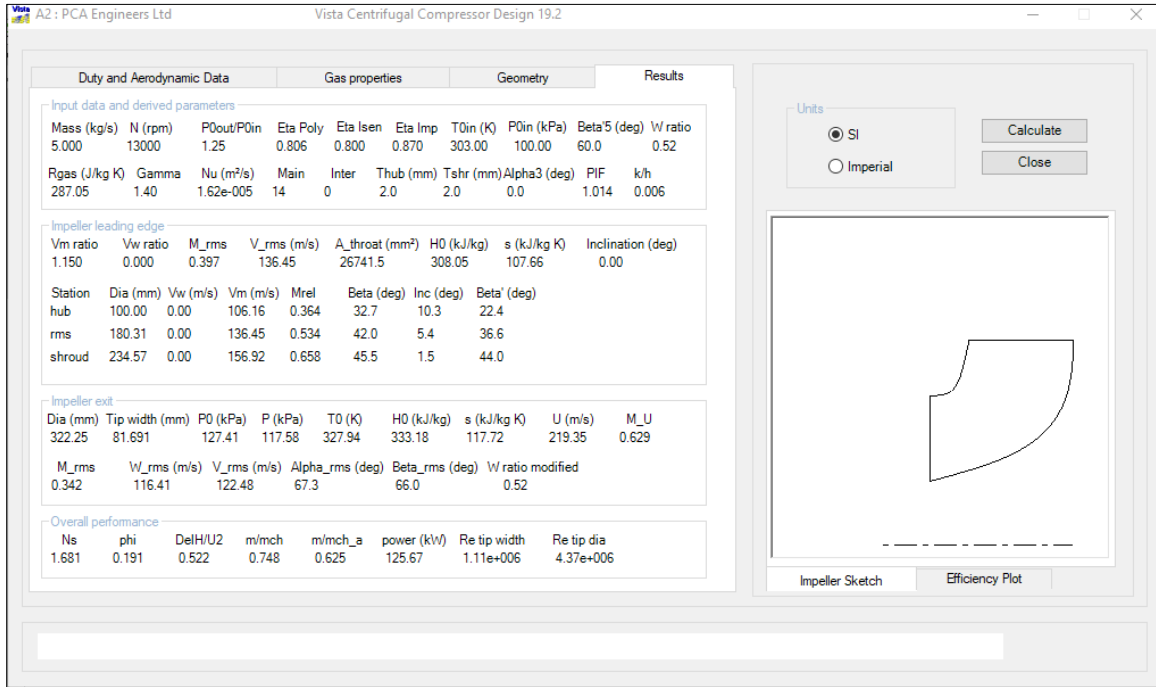 Vista
A2 : PCA Engineers Ltd Vista Centrifugal Compressor Design 19.2
Duty and Aerodynamic Data Gas properties Geometry Results
Input data and derived parameters
Mass (kg/s) N (rpm) P0out/P0in Eta Poly Eta Isen Eta Imp T0in (K) P0in (kPa) Beta'5 (deg) W ratio
5.000 13000 1.25 0.806 0.800 0.870 303.00 100.00 60.0 0.52
Rgas (J/kg K) Gamma Nu (m²/s) Main Inter Thub (mm) Tshr (mm) Alpha3 (deg) PIF k/h
287.05 1.40 1.62e-005 14 0 2.0 2.0 0.0 1.014 0.006
Impeller leading edge
Vm ratio Vw ratio M_rms V_rms (m/s) A_throat (mm²) H0 (kJ/kg) s (kJ/kg K) Inclination (deg)
1.150 0.000 0.397 136.45 26741.5 308.05 107.66 0.00
Station Dia (mm) Vw (m/s) Vm (m/s) Mrel Beta (deg) Inc (deg) Beta' (deg)
hub 100.00 0.00 106.16 0.364 32.7 10.3 22.4
rms 180.31 0.00 136.45 0.534 42.0 5.4 36.6
shroud 234.57 0.00 156.92 0.658 45.5 1.5 44.0
Impeller exit
Dia (mm) Tip width (mm) P0 (kPa) P (kPa) T0 (K) H0 (kJ/kg) s (kJ/kg K) U (m/s) M_U
322.25 81.691 127.41 117.58 327.94 333.18 117.72 219.35 0.629
M_rms W_rms (m/s) V_rms (m/s) Alpha_rms (deg) Beta_rms (deg) W ratio modified
0.342 116.41 122.48 67.3 66.0 0.52
Overall performance
Ns phi DelH/U2 m/mch m/mch_a power (kW) Re tip width Re tip dia
1.681 0.191 0.522 0.748 0.625 125.67 1.11e+006 4.37e+006
Units
SI
Imperial
Calculate
Close
Impeller Sketch Efficiency Plot